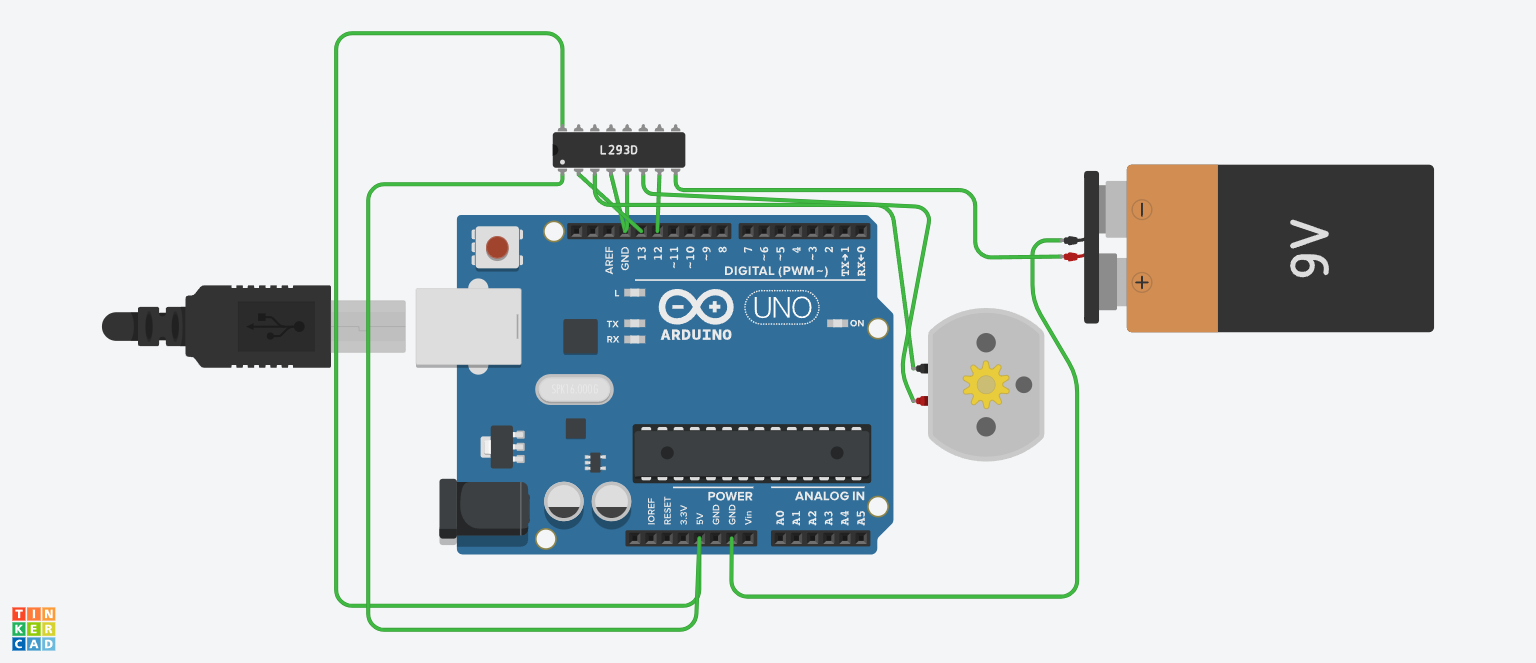 L293D
AREF
GND
13
12
~11
~10
~9
8
7
~6
~5
4
~3
2
TX→1
RX←0
DIGITAL (PWM~)
L
TX
RX
ARDUINO
UNO
ON
IOREF
RESET
3.3V
5V
GND
GND
Vin
POWER
ANALOG IN
A0
A1
A2
A3
A4
A5
−
+
9V
TIN
KER
CAD